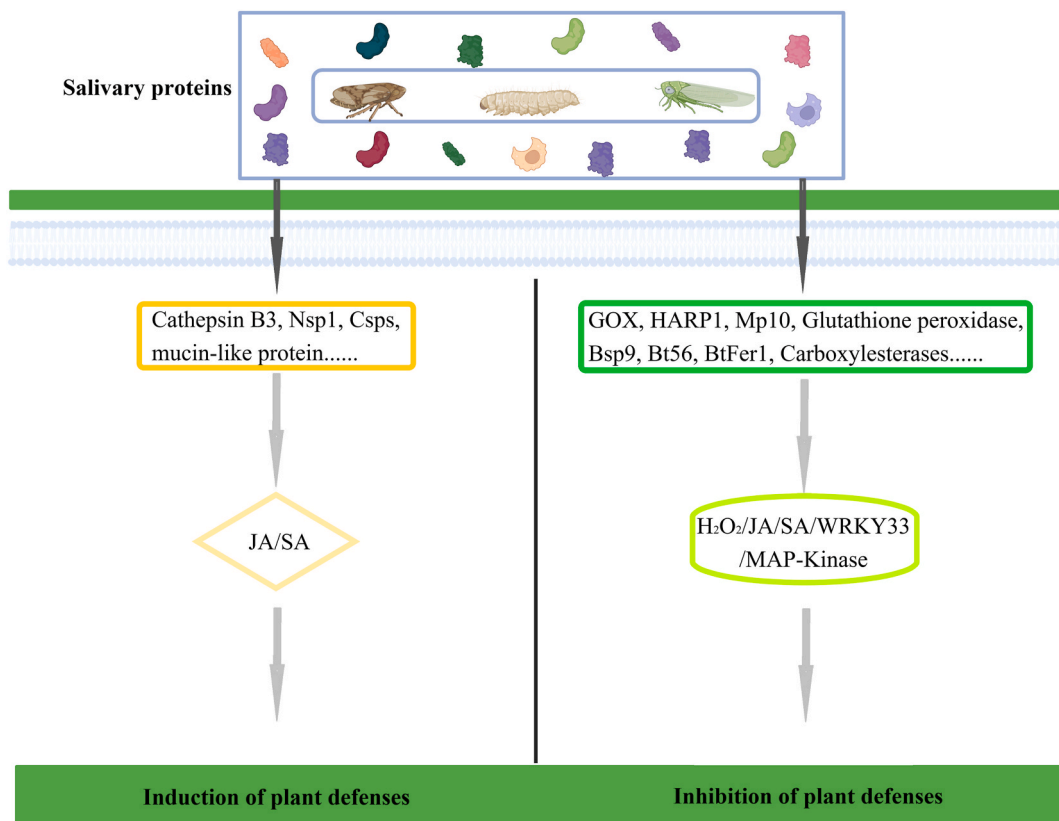 Salivary proteins
Cathepsin B3, Nsp1, Csps,
mucin-like protein......
GOX, HARP1, Mp10, Glutathione peroxidase,
Bsp9, Bt56, BtFer1, Carboxylesterases......
JA/SA
H₂O₂/JA/SA/WRKY33
/MAP-Kinase
Induction of plant defenses
Inhibition of plant defenses